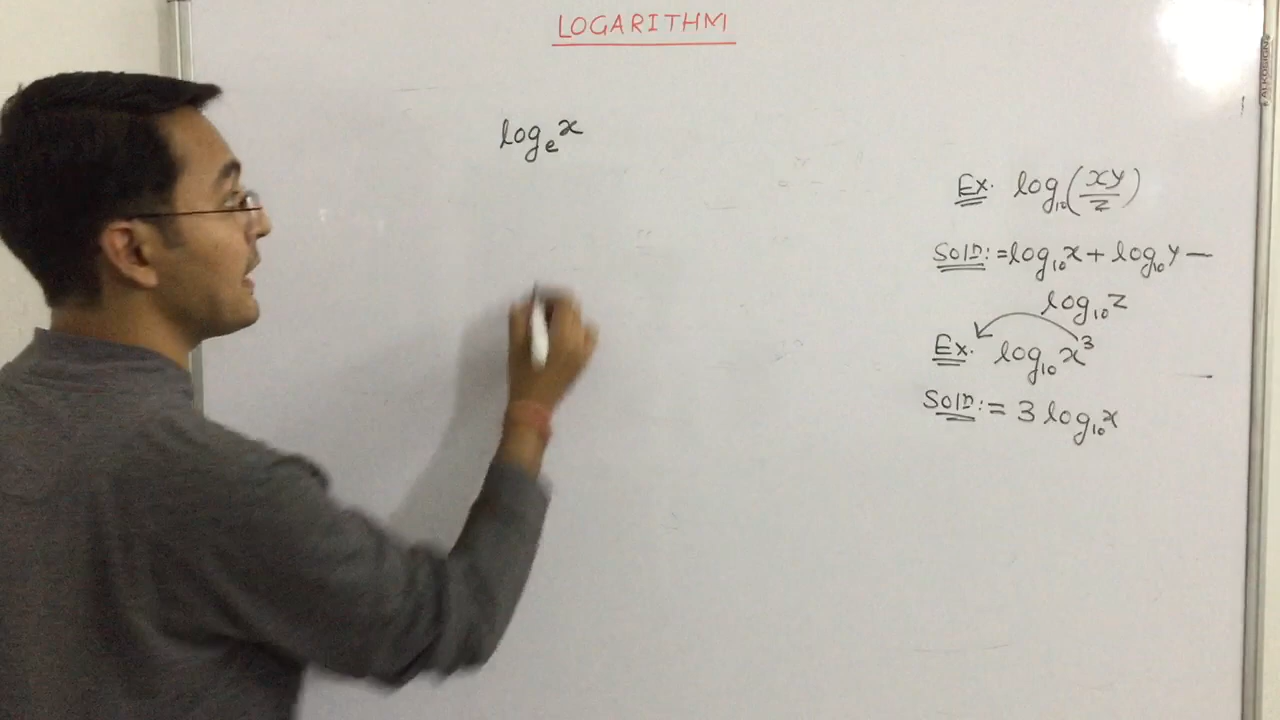 LOGARITHM
logₑx
Ex. log₁₀(xy/z)
Solⁿ: = log₁₀x + log₁₀y –
log₁₀z
Ex. log₁₀x³
Solⁿ: = 3 log₁₀x